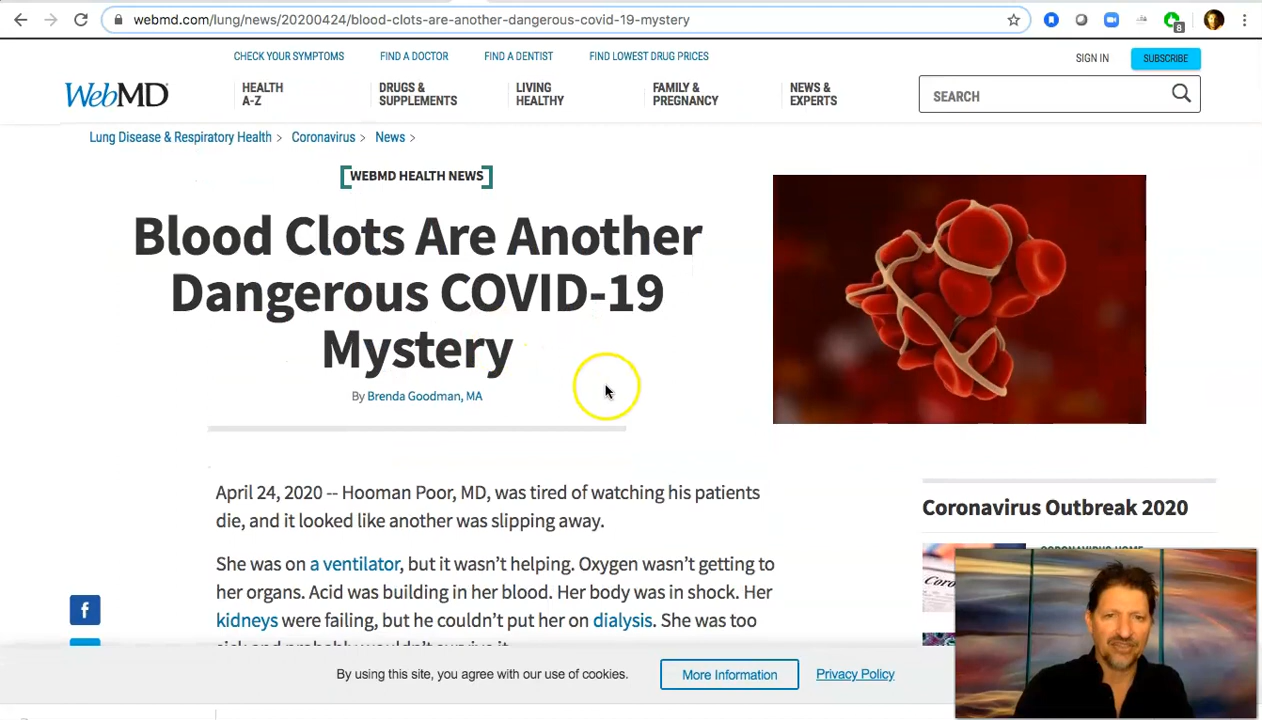 webmd.com/lung/news/20200424/blood-clots-are-another-dangerous-covid-19-mystery
8
CHECK YOUR SYMPTOMS
FIND A DOCTOR
FIND A DENTIST
FIND LOWEST DRUG PRICES
SIGN IN
SUBSCRIBE
WebMD
HEALTH
A-Z
DRUGS &
SUPPLEMENTS
LIVING
HEALTHY
FAMILY &
PREGNANCY
NEWS &
EXPERTS
SEARCH
Lung Disease & Respiratory Health > Coronavirus > News >
WEBMD HEALTH NEWS
Blood Clots Are Another
Dangerous COVID-19
Mystery
By Brenda Goodman, MA
April 24, 2020 -- Hooman Poor, MD, was tired of watching his patients
die, and it looked like another was slipping away.
She was on a ventilator, but it wasn't helping. Oxygen wasn't getting to
her organs. Acid was building in her blood. Her body was in shock. Her
kidneys were failing, but he couldn't put her on dialysis. She was too
Coronavirus Outbreak 2020
CORONAVIRUS HOME
f
By using this site, you agree with our use of cookies.
More Information
Privacy Policy